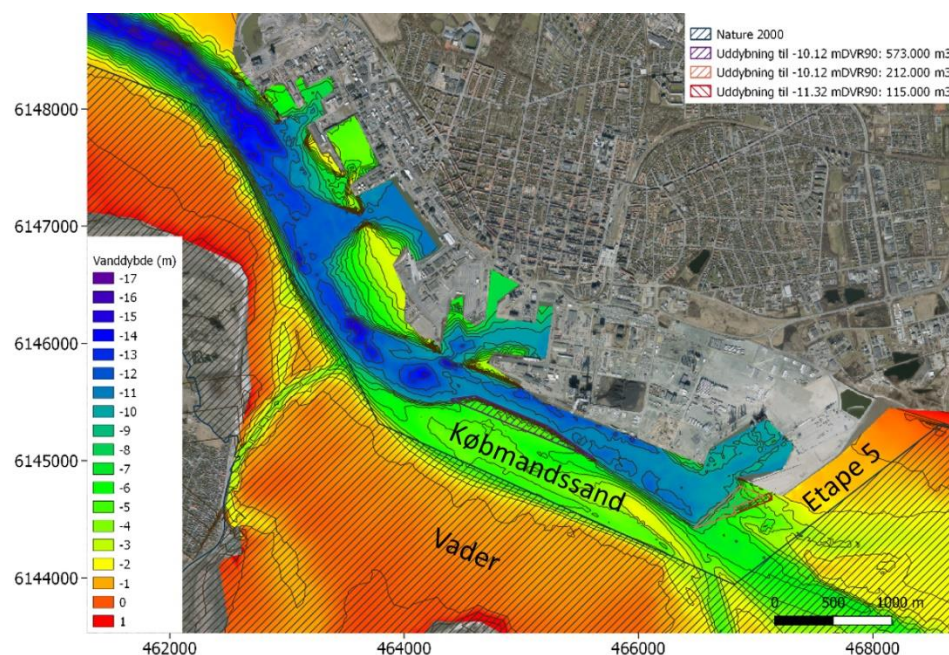 Nature 2000
Uddybning til -10.12 mDVR90: 573.000 m3
Uddybning til -10.12 mDVR90: 212.000 m3
Uddybning til -11.32 mDVR90: 115.000 m3
6148000
6147000
6146000
6145000
6144000
Vanddybde (m)
-17
-16
-15
-14
-13
-12
-11
-10
-9
-8
-7
-6
-5
-4
-3
-2
-1
0
1
Købmandssand
Vader
Etape 5
0 500 1000 m
462000 464000 466000 468000